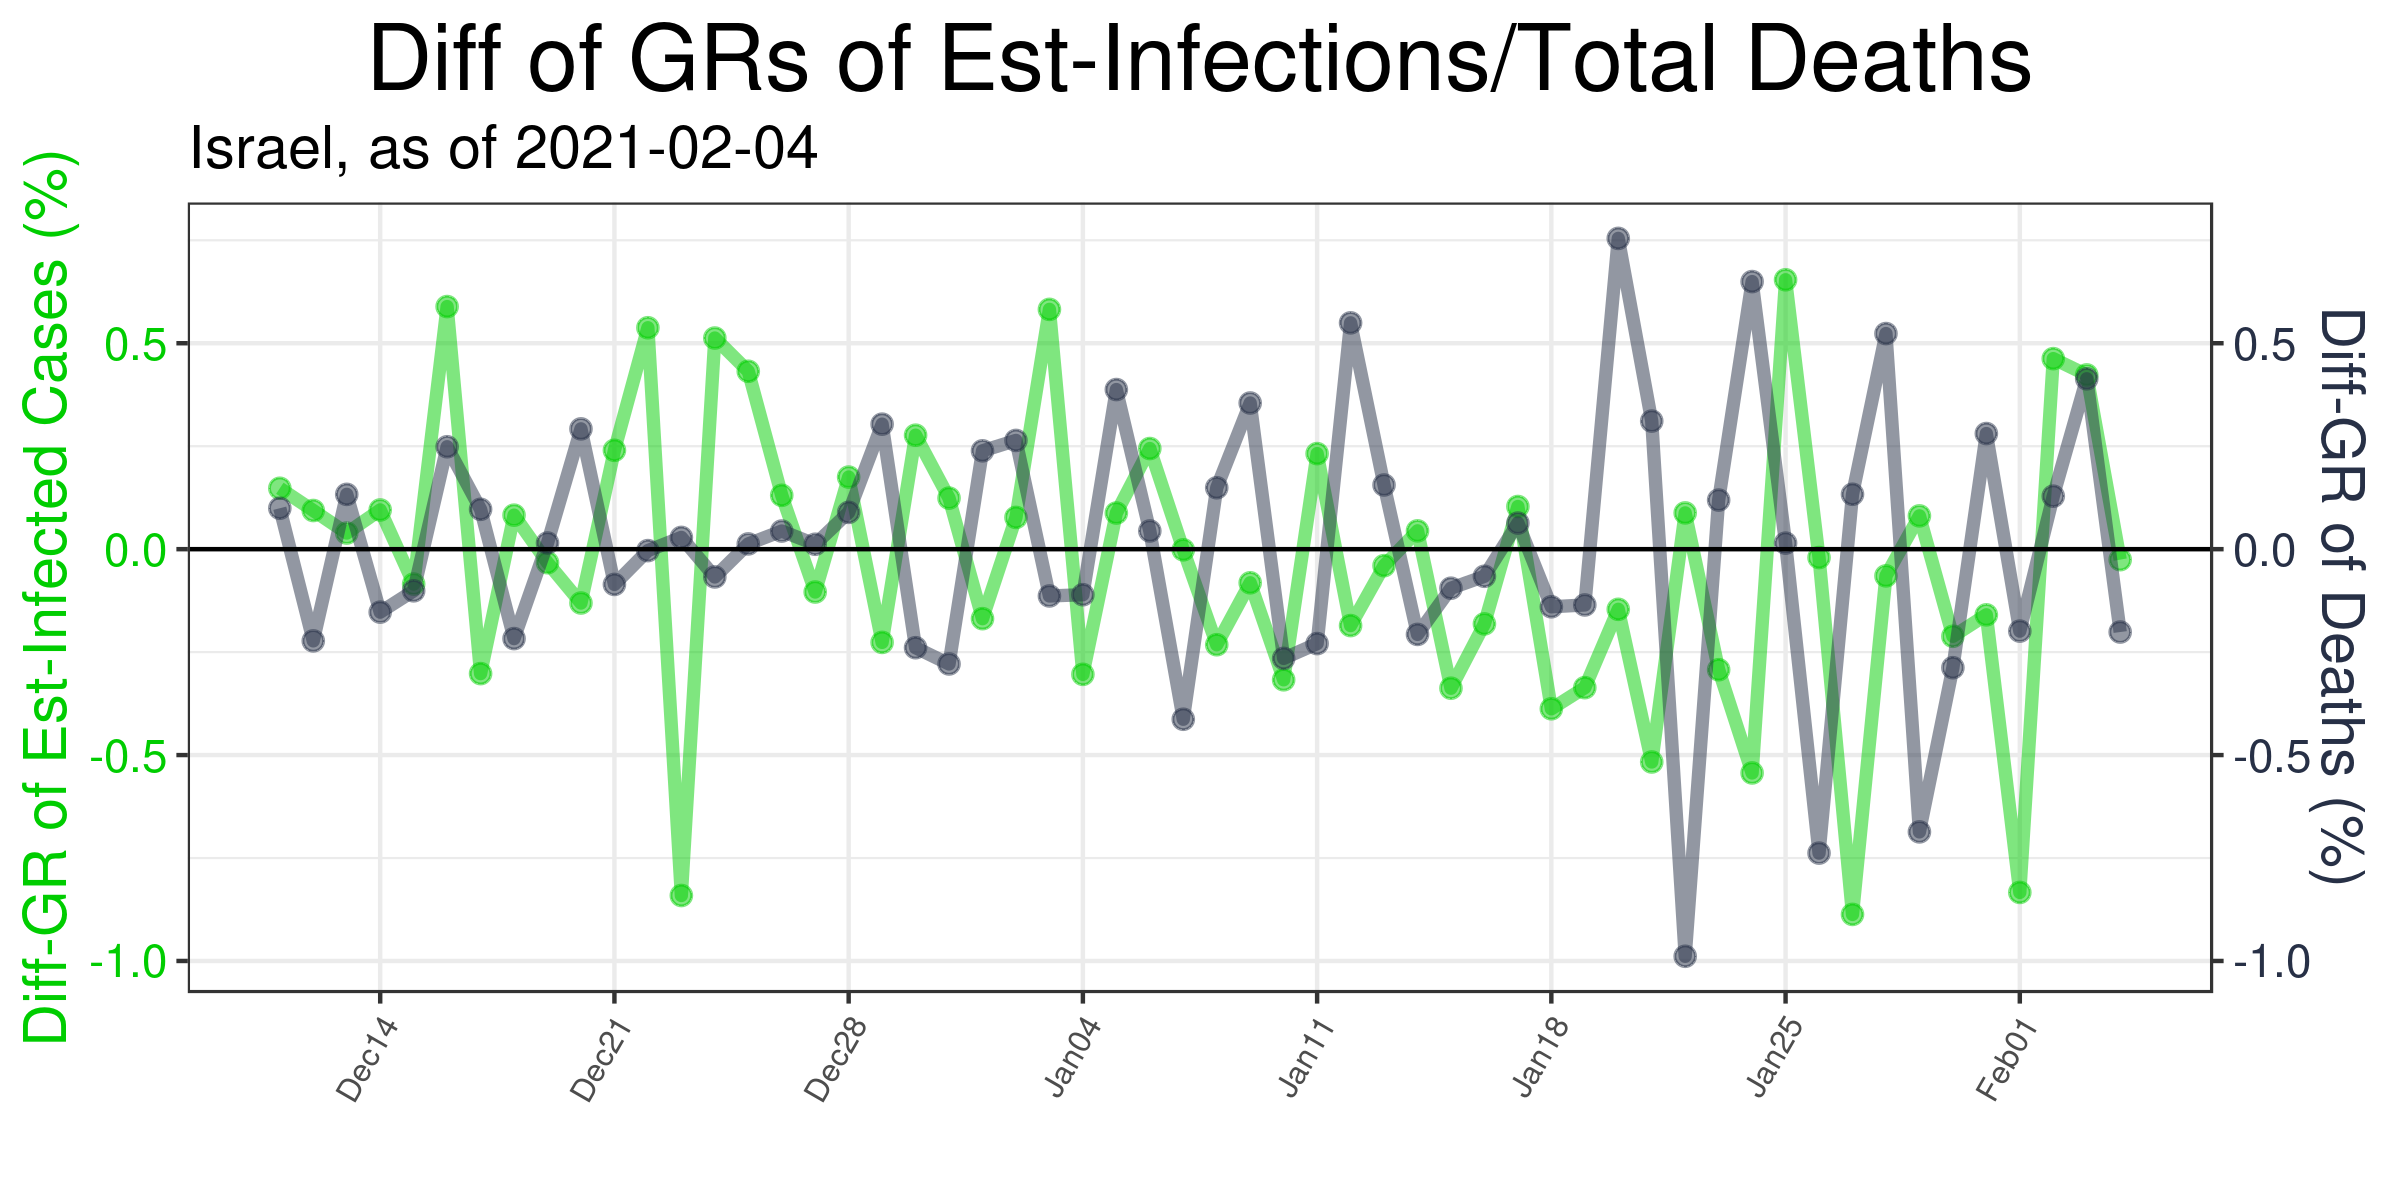 Diff of GRs of Est-Infections/Total Deaths
Israel, as of 2021-02-04
Diff-GR of Est-Infected Cases (%)
0.5
0.0
-0.5
-1.0
0.5
0.0
-0.5
-1.0
Diff-GR of Deaths (%)
Dec14
Dec21
Dec28
Jan04
Jan11
Jan18
Jan25
Feb01